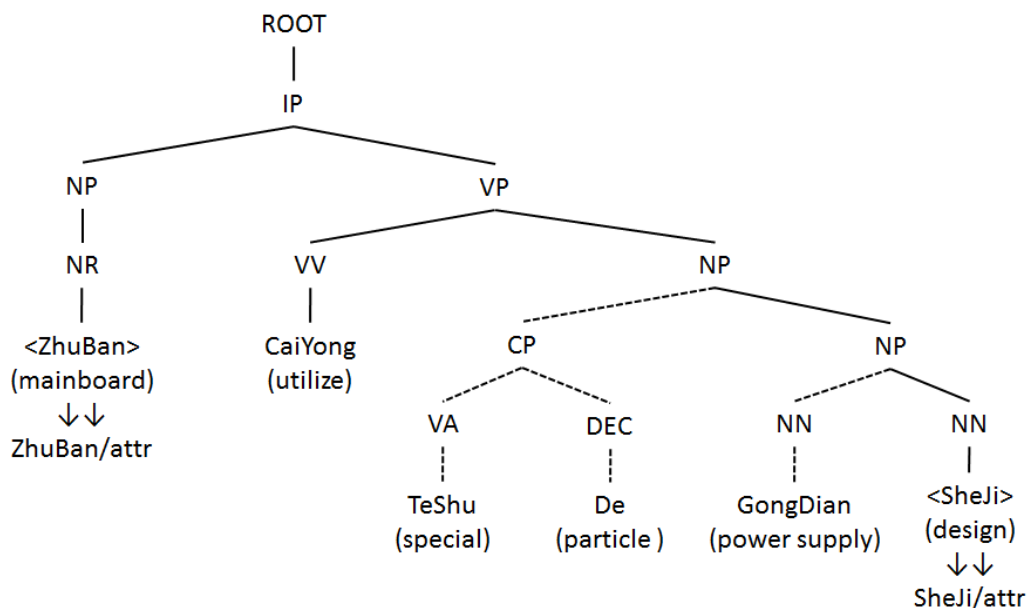 ROOT
IP
NP
VP
NR
VV
NP
<ZhuBan>
(mainboard)
↓↓
ZhuBan/attr
CaiYong
(utilize)
CP
NP
VA
DEC
NN
NN
TeShu
(special)
De
(particle )
GongDian
(power supply)
<SheJi>
(design)
↓↓
SheJi/attr